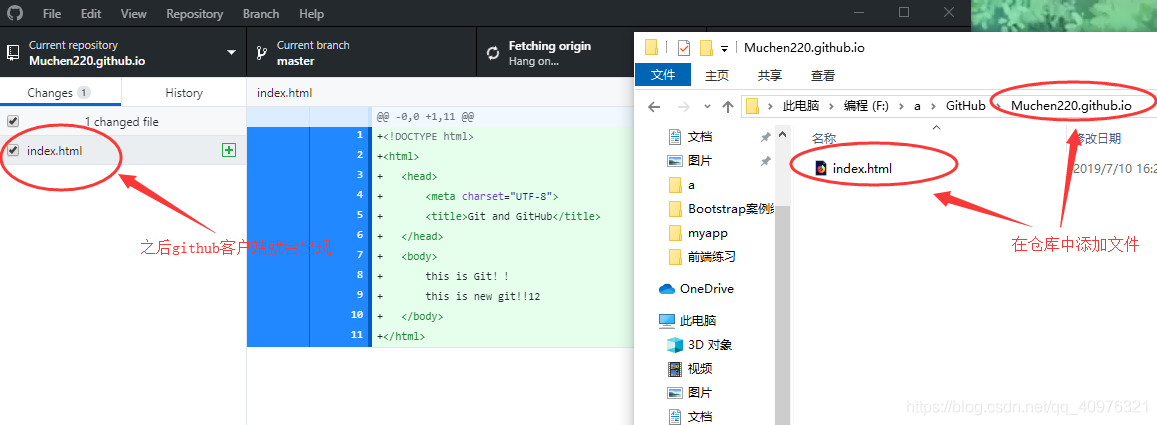 File Edit View Repository Branch Help
Current repository
Muchen220.github.io
Current branch
master
Fetching origin
Hang on...
Changes 1
History
index.html
1 changed file
index.html
@@ -0,0 +1,11 @@
1 +<!DOCTYPE html>
2 +<html>
3 + <head>
4 + <meta charset="UTF-8">
5 + <title>Git and GitHub</title>
6 + </head>
7 + <body>
8 + this is Git！！
9 + this is new git!!12
10 + </body>
11 +</html>
之后github客户
Muchen220.github.io
文件 主页 共享 查看
此电脑 > 编程 (F:) > a > GitHub > Muchen220.github.io
名称
修改日期
index.html
2019/7/10 16:2
文档
图片
a
Bootstrap案例
myapp
前端练习
OneDrive
此电脑
3D 对象
视频
图片
文档
在仓库中添加文件
https://blog.csdn.net/qq_40976321